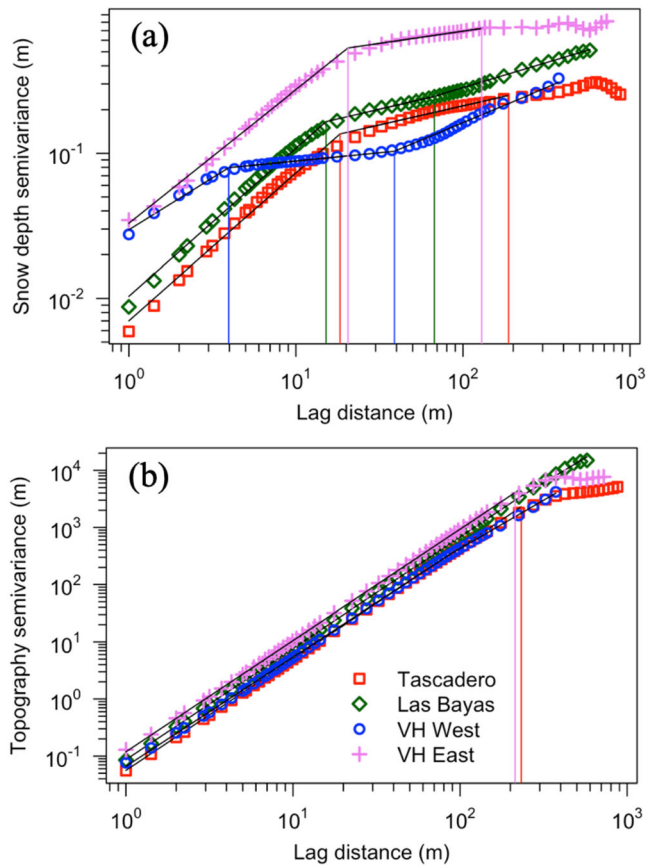 (a)
Snow depth semivariance (m)
10⁻¹
10⁻²
10⁰ 10¹ 10² 10³
Lag distance (m)
(b)
Topography semivariance (m)
10⁴
10³
10²
10¹
10⁰
10⁻¹
Tascadero
Las Bayas
VH West
VH East
10⁰ 10¹ 10² 10³
Lag distance (m)